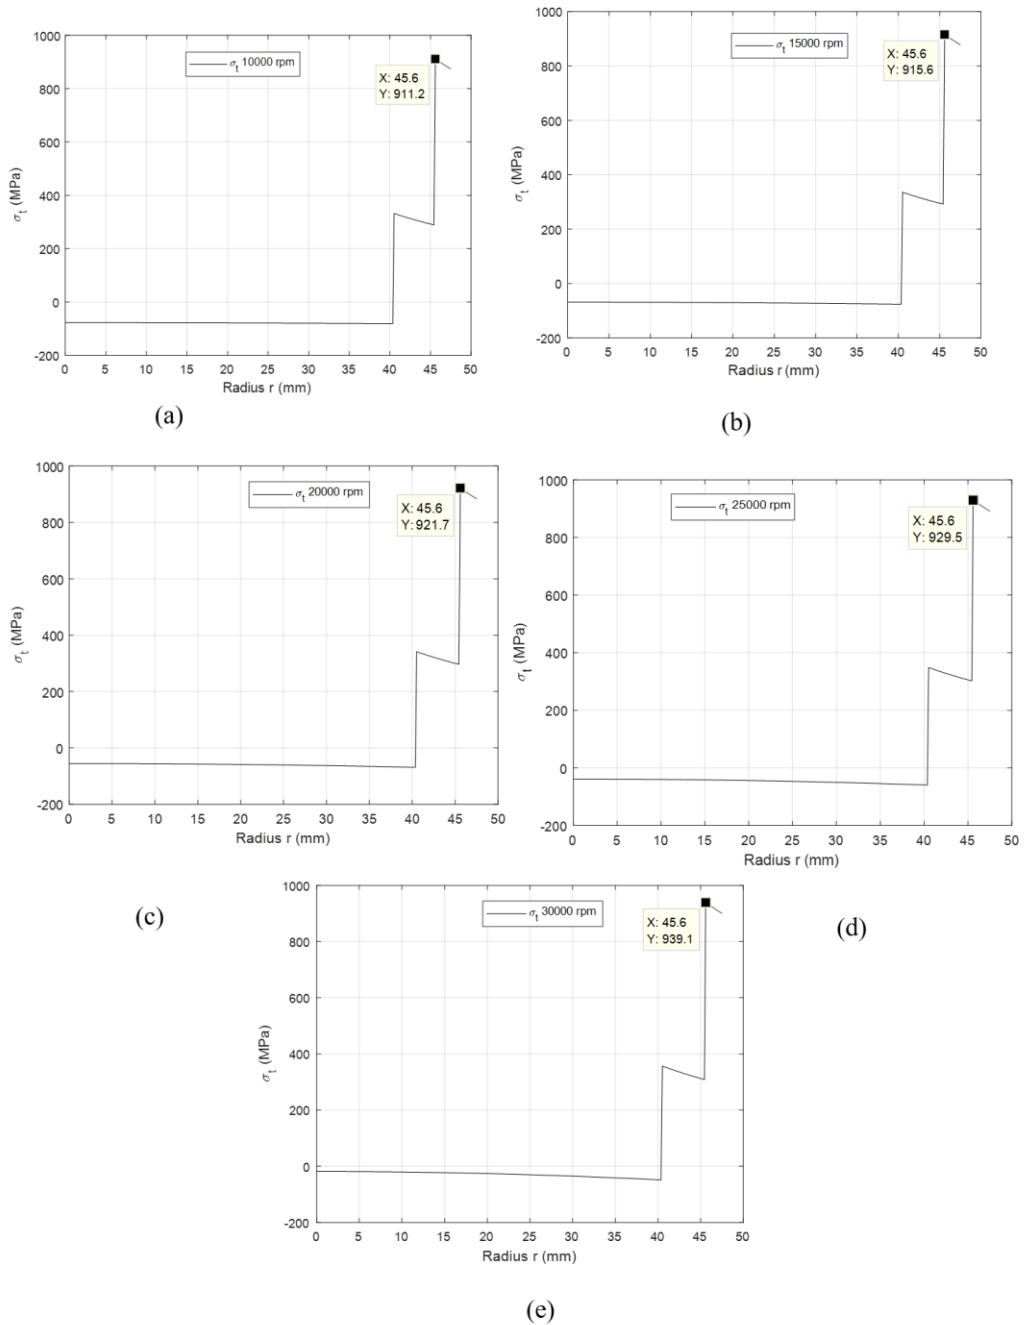 σt 10000 rpm
X: 45.6
Y: 911.2
1000
800
600
400
200
0
-200
σt (MPa)
0 5 10 15 20 25 30 35 40 45 50
Radius r (mm)
(a)
σt 15000 rpm
X: 45.6
Y: 915.6
1000
800
600
400
200
0
-200
σt (MPa)
0 5 10 15 20 25 30 35 40 45 50
Radius r (mm)
(b)
σt 20000 rpm
X: 45.6
Y: 921.7
1000
800
600
400
200
0
-200
σt (MPa)
0 5 10 15 20 25 30 35 40 45 50
Radius r (mm)
(c)
σt 25000 rpm
X: 45.6
Y: 929.5
1000
800
600
400
200
0
-200
σt (MPa)
0 5 10 15 20 25 30 35 40 45 50
Radius r (mm)
(d)
σt 30000 rpm
X: 45.6
Y: 939.1
1000
800
600
400
200
0
-200
σt (MPa)
0 5 10 15 20 25 30 35 40 45 50
Radius r (mm)
(e)